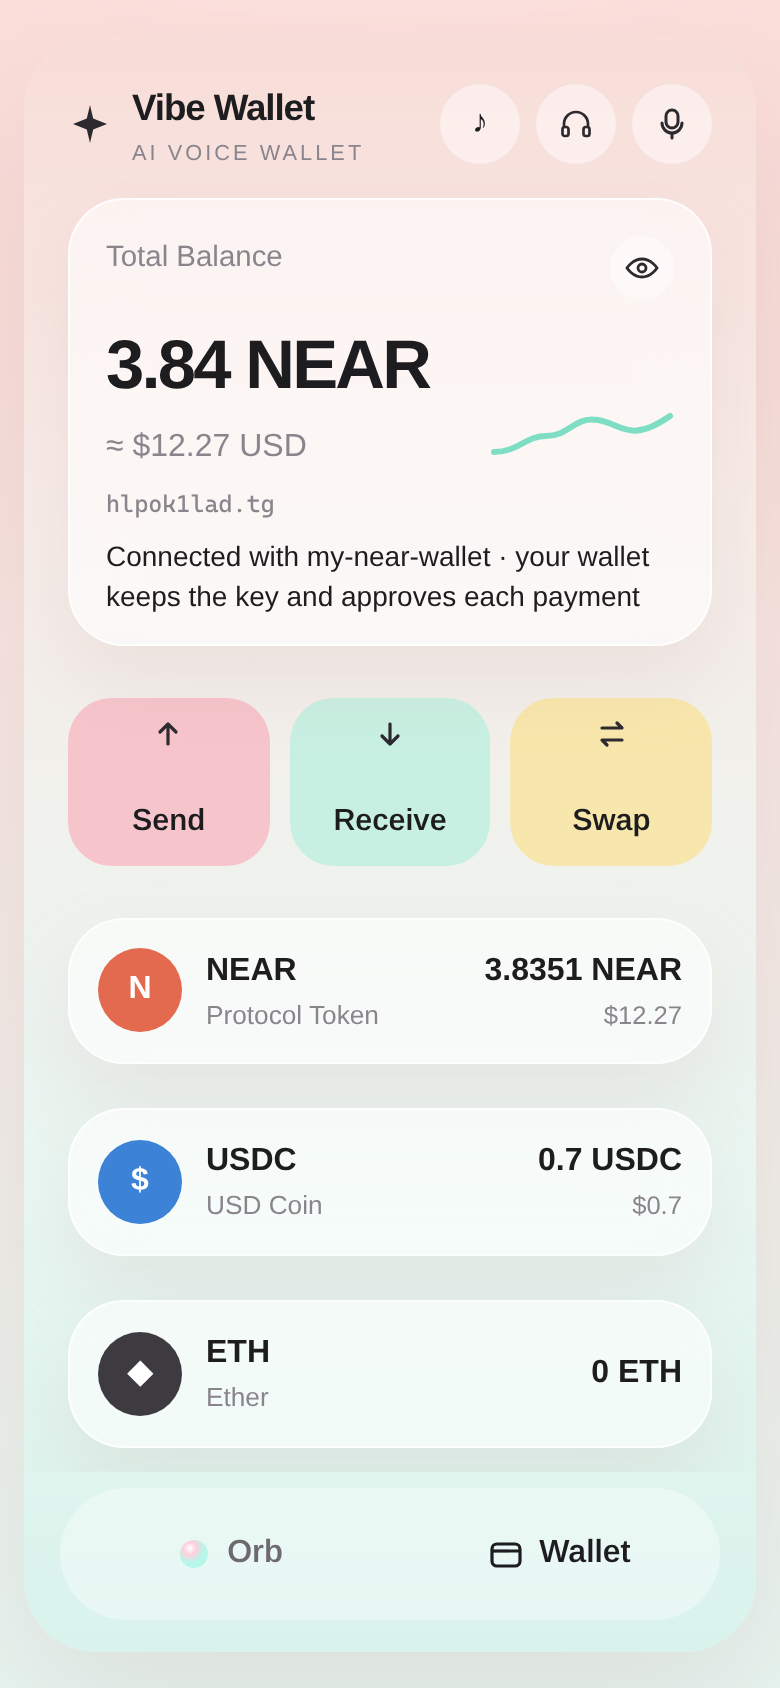 Vibe Wallet
AI VOICE WALLET
♪
Total Balance
3.84 NEAR
≈ $12.27 USD
hlpok1lad.tg
Connected with my-near-wallet · your wallet
keeps the key and approves each payment
Send
Receive
Swap
N
NEAR
3.8351 NEAR
Protocol Token
$12.27
$
USDC
0.7 USDC
USD Coin
$0.7
ETH
0 ETH
Ether
Orb
Wallet